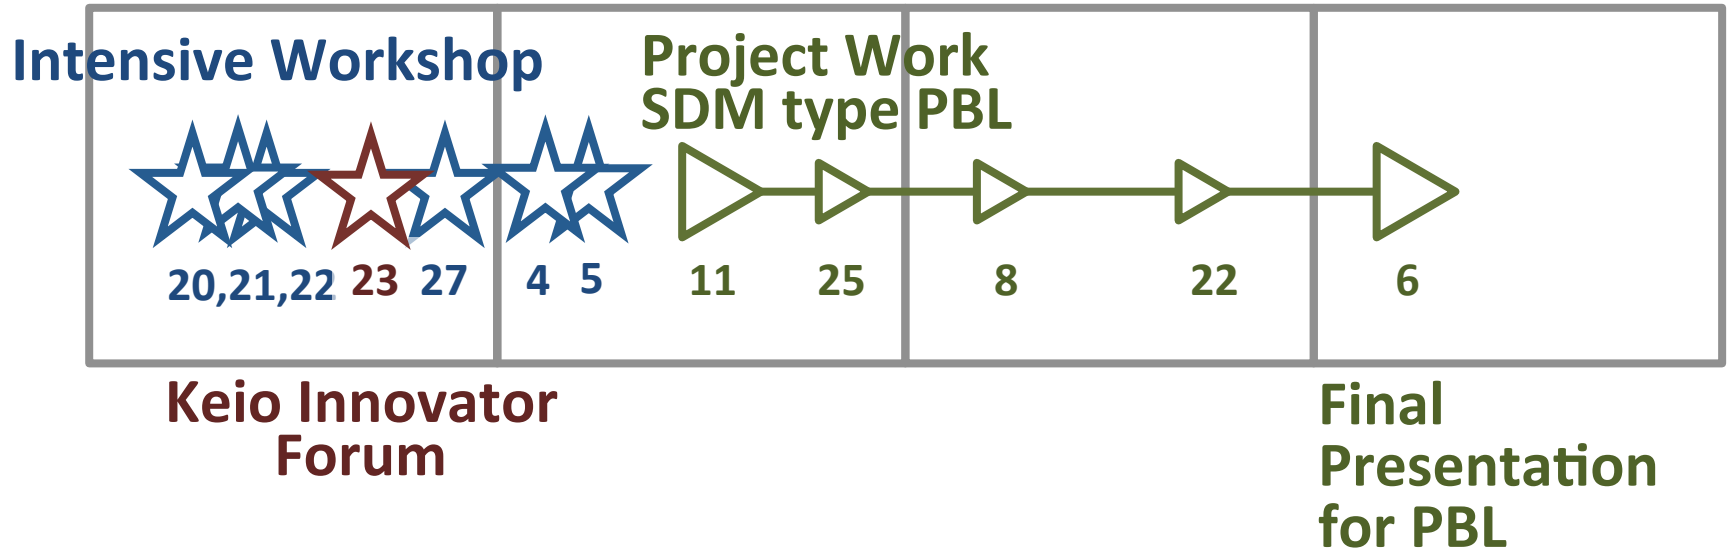 Intensive Workshop
Project Work
SDM type PBL
20,21,22 23 27 4 5 11 25 8 22 6
Keio Innovator
Forum
Final
Presentation
for PBL